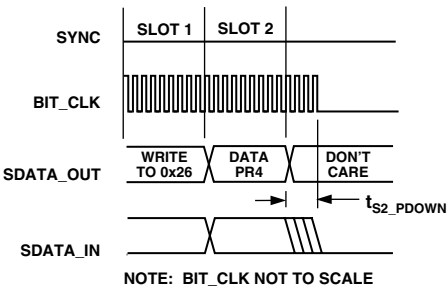 SLOT 1 SLOT 2
SYNC
BIT_CLK
WRITE TO 0x26
DATA PR4
DON'T CARE
SDATA_OUT
tS2_PDOWN
SDATA_IN
NOTE: BIT_CLK NOT TO SCALE